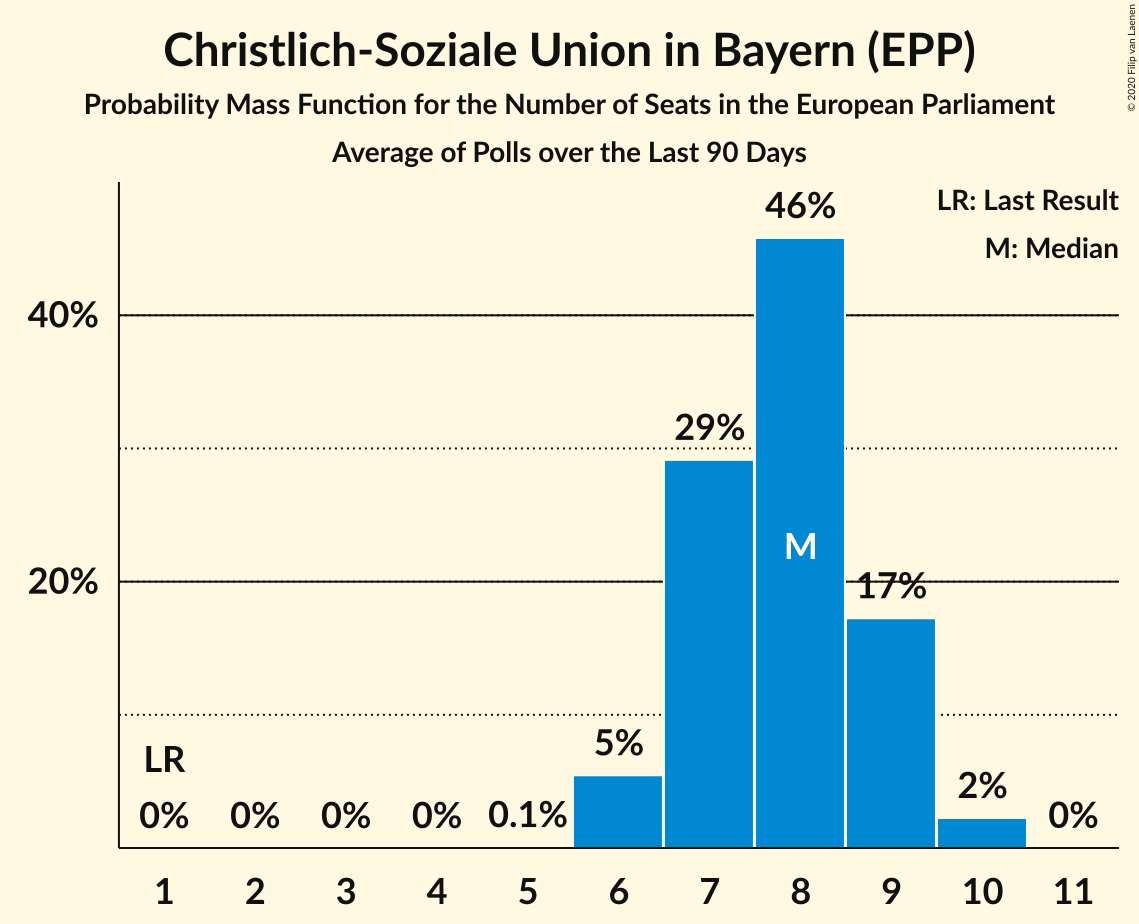 Christlich-Soziale Union in Bayern (EPP)
Probability Mass Function for the Number of Seats in the European Parliament
Average of Polls over the Last 90 Days
© 2020 Filip van Laenen
LR: Last Result
M: Median
46%
40%
29%
M
20%
17%
5%
LR
2%
0% 0% 0% 0% 0.1% 0%
1 2 3 4 5 6 7 8 9 10 11